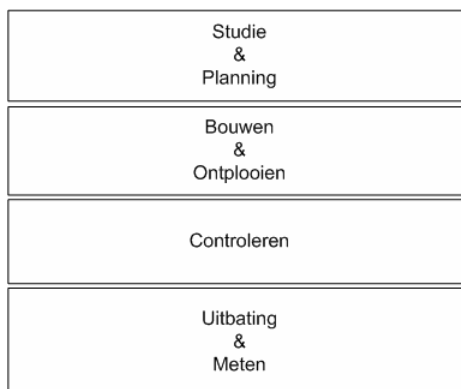 Studie
&
Planning
Bouwen
&
Ontplooien
Controleren
Uitbating
&
Meten